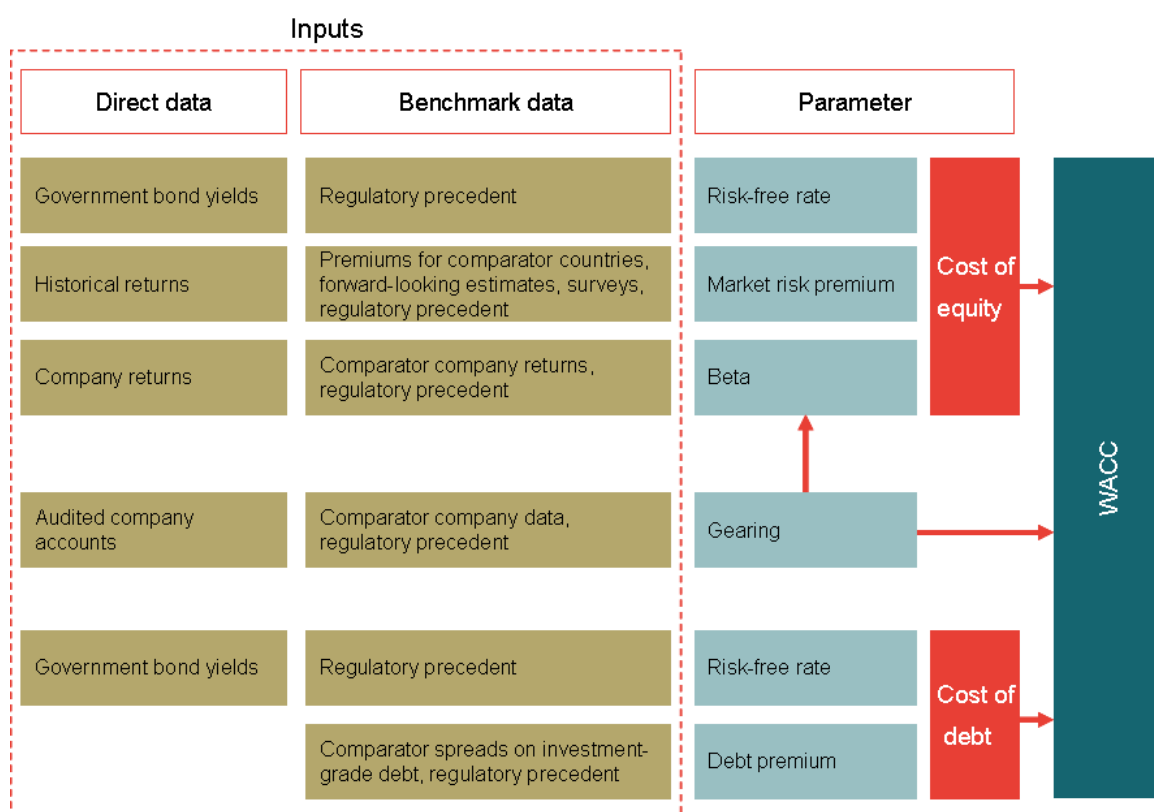 Inputs
Direct data
Benchmark data
Parameter
Government bond yields
Regulatory precedent
Risk-free rate
Historical returns
Premiums for comparator countries,
forward-looking estimates, surveys,
regulatory precedent
Market risk premium
Cost of
equity
Company returns
Comparator company returns,
regulatory precedent
Beta
WACC
Audited company
accounts
Comparator company data,
regulatory precedent
Gearing
Government bond yields
Regulatory precedent
Risk-free rate
Cost of
debt
Comparator spreads on investment-
grade debt, regulatory precedent
Debt premium